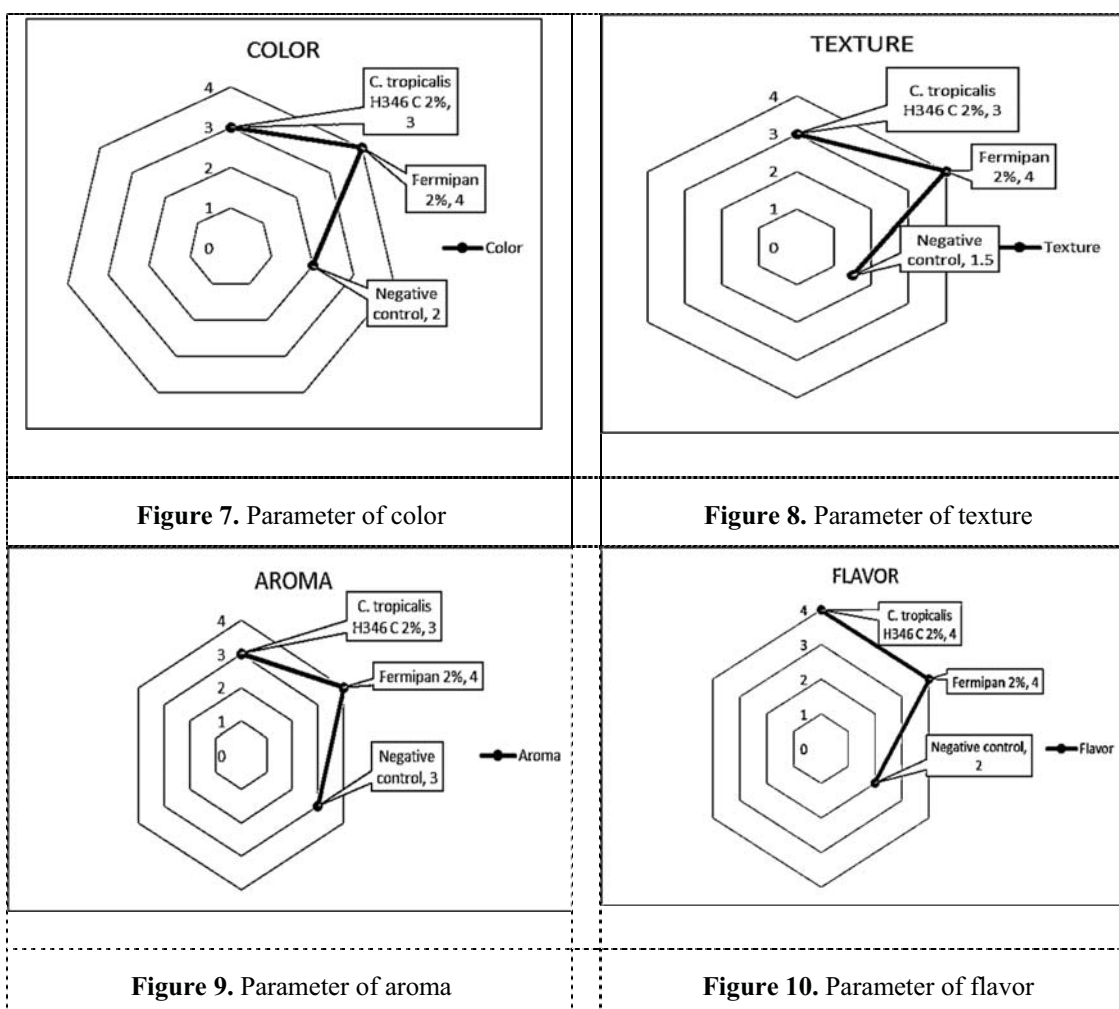 COLOR
4
3
2
1
0
C. tropicalis
H346 C 2%,
3
Fermipan
2%, 4
Negative
control, 2
Color
Figure 7. Parameter of color
TEXTURE
4
3
2
1
0
C. tropicalis
H346 C 2%, 3
Fermipan
2%, 4
Negative
control, 1.5
Texture
Figure 8. Parameter of texture
AROMA
4
3
2
1
0
C. tropicalis
H346 C 2%, 3
Fermipan 2%, 4
Negative
control, 3
Aroma
Figure 9. Parameter of aroma
FLAVOR
4
3
2
1
0
C. tropicalis
H346 C 2%, 4
Fermipan 2%, 4
Negative control,
2
Flavor
Figure 10. Parameter of flavor